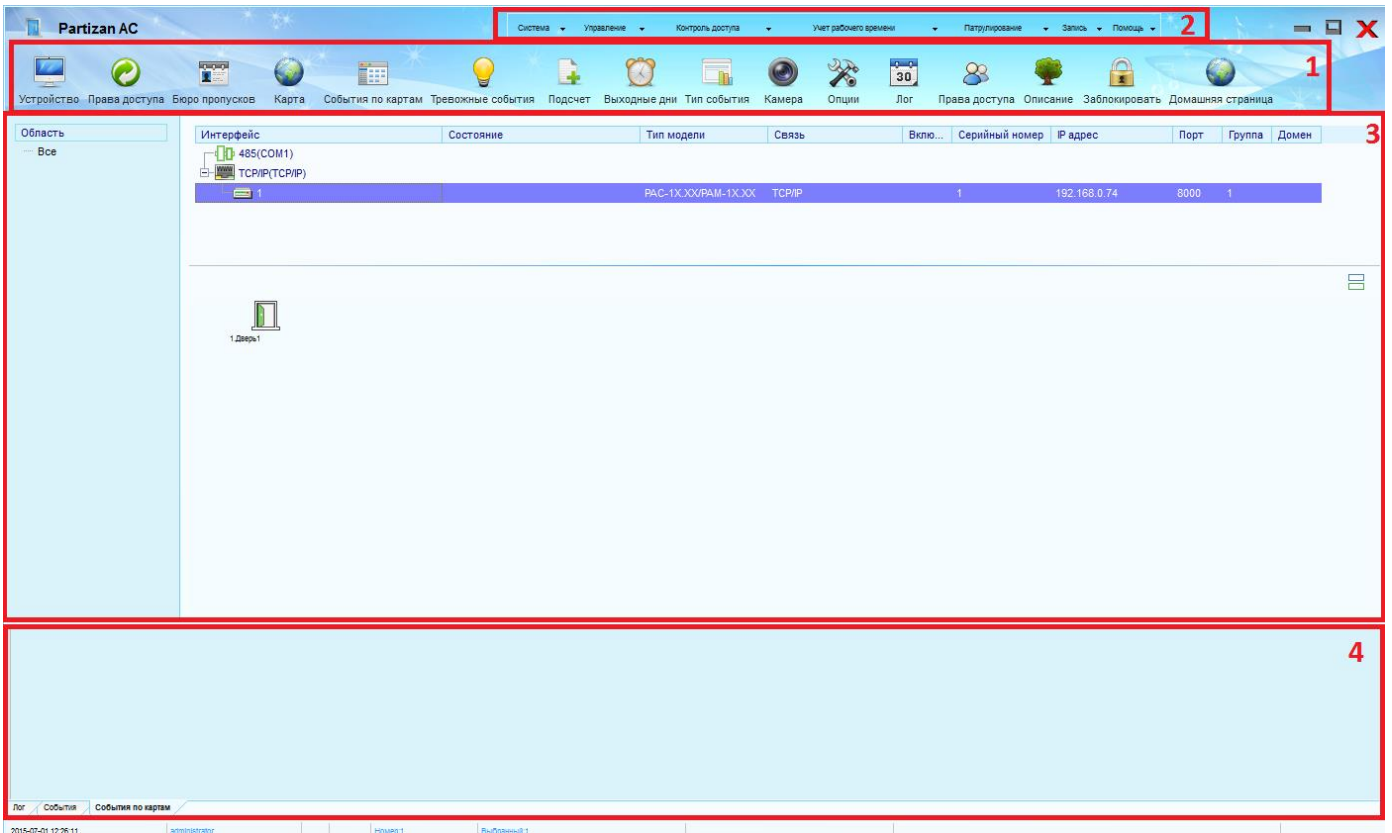 Partizan AC
Система Управление Контроль доступа Учет рабочего времени Патрулирование Запись Помощь 2
30
1
Устройство Права доступа Бюро пропусков Карта События по картам Тревожные события Подсчет Выходные дни Тип события Камера Опции Лог Права доступа Описание Заблокировать Домашняя страница
3
Область
Все
Интерфейс Состояние Тип модели Связь Вклю... Серийный номер IP адрес Порт Группа Домен
485(COM1)
TCP/IP(TCP/IP)
1 PAC-1X.XX/PAM-1X.XX TCP/IP 1 192.168.0.74 8000 1
1.Дверь1
4
Лог События События по картам
2015-07-01 12:26:11 administrator Номер:1 Выбранный:1